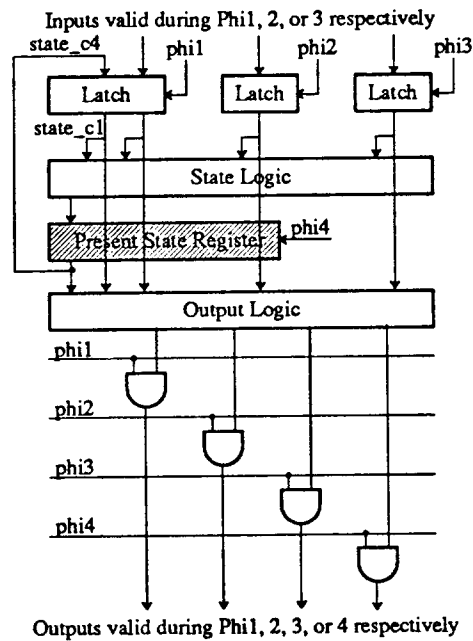 Inputs valid during Phi1, 2, or 3 respectively
state_c4
phi1
phi2
phi3
Latch
Latch
Latch
state_c1
State Logic
Present State Register
phi4
Output Logic
phi1
phi2
phi3
phi4
Outputs valid during Phi1, 2, 3, or 4 respectively